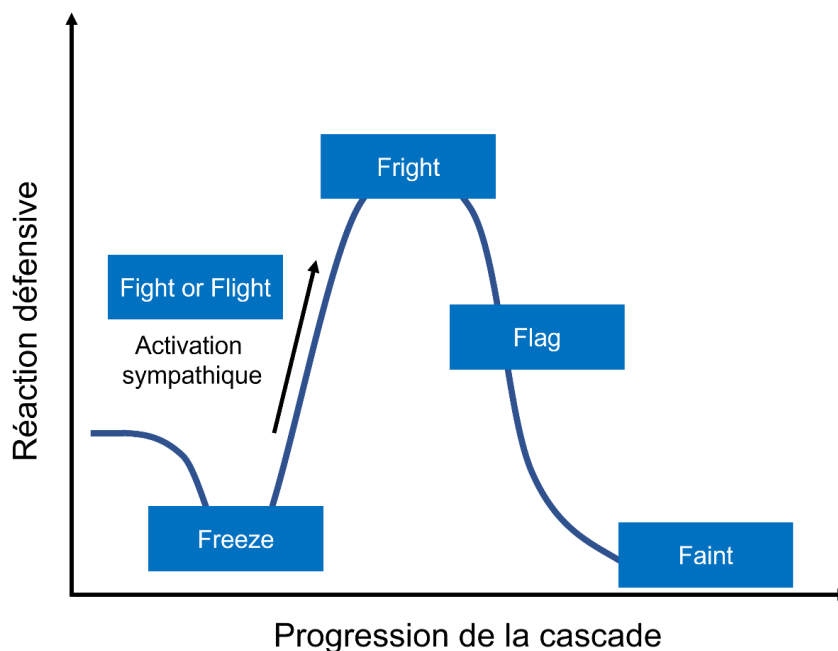 Réaction défensive
Fright
Fight or Flight
Activation
sympathique
Flag
Freeze
Faint
Progression de la cascade